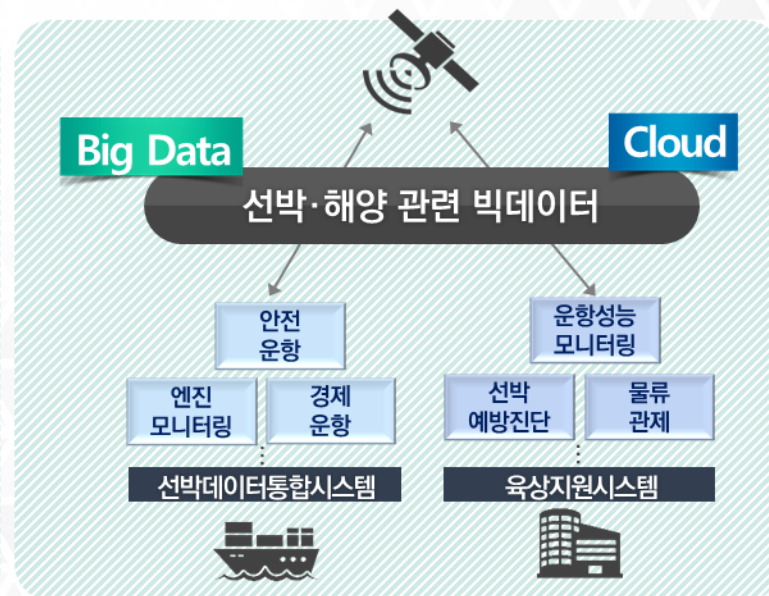 Big Data
Cloud
선박·해양 관련 빅데이터
안전
운항
엔진
모니터링
경제
운항
선박데이터통합시스템
운항성능
모니터링
선박
예방진단
물류
관제
육상지원시스템